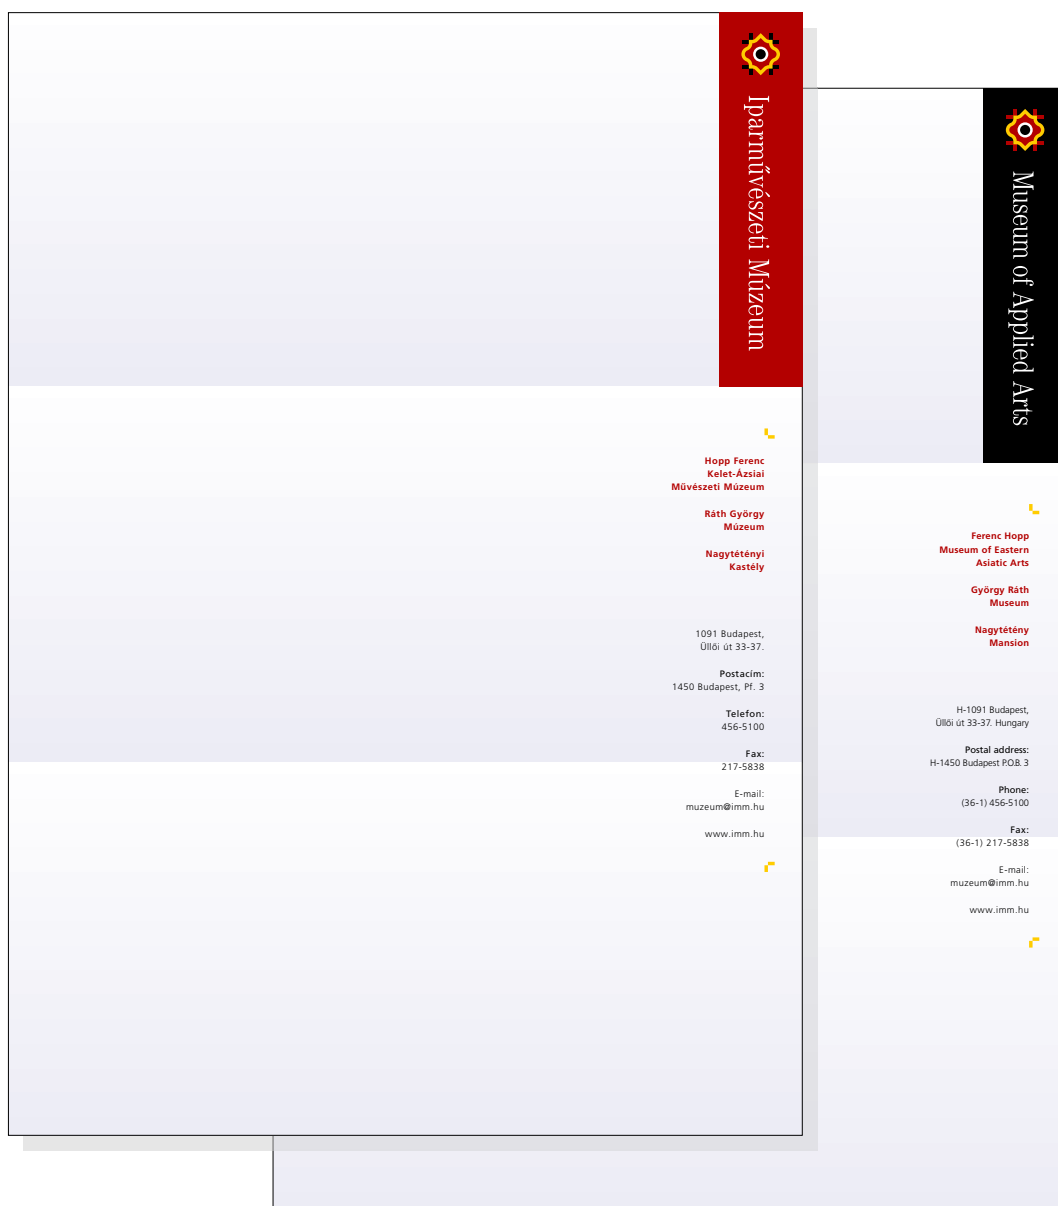 Iparművészeti Múzeum
Hopp Ferenc
Kelet-Ázsiai
Művészeti Múzeum
Ráth György
Múzeum
Nagytétényi
Kastély
1091 Budapest,
Üllői út 33-37.
Postacím:
1450 Budapest, Pf. 3
Telefon:
456-5100
Fax:
217-5838
E-mail:
muzeum@imm.hu
www.imm.hu
Museum of Applied Arts
Ferenc Hopp
Museum of Eastern
Asiatic Arts
György Ráth
Museum
Nagytétény
Mansion
H-1091 Budapest,
Üllői út 33-37. Hungary
Postal address:
H-1450 Budapest P.O.B. 3
Phone:
(36-1) 456-5100
Fax:
(36-1) 217-5838
E-mail:
muzeum@imm.hu
www.imm.hu